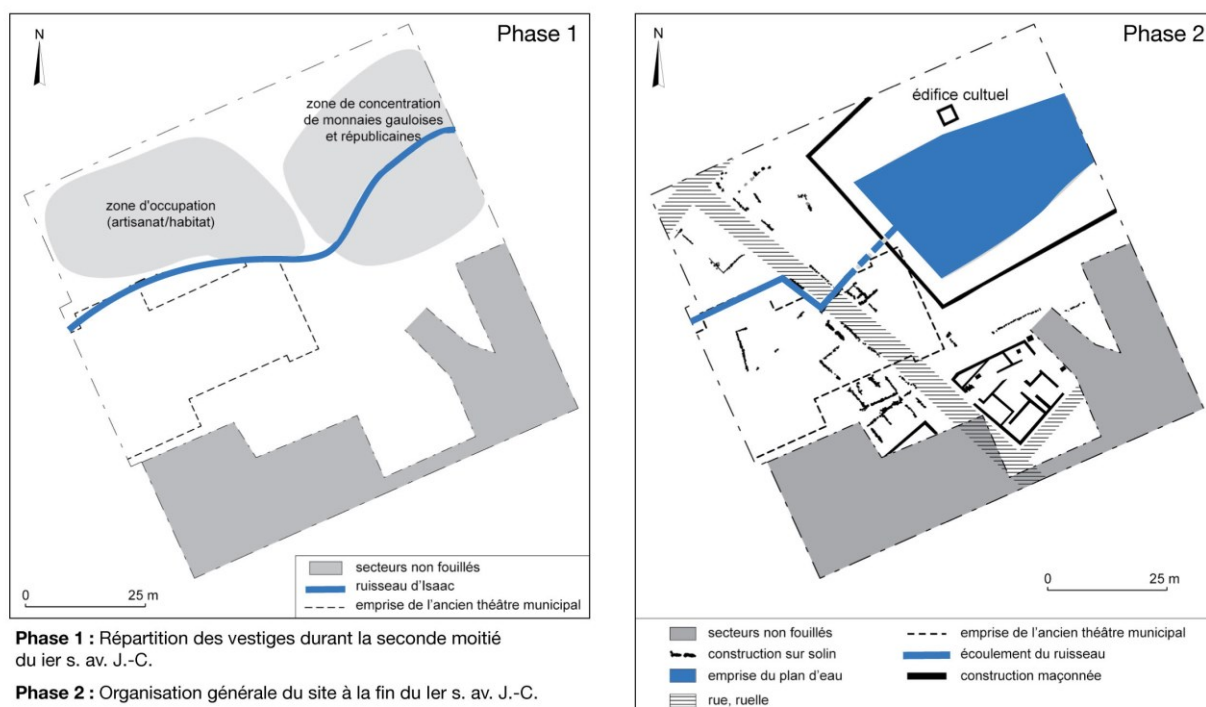 Phase 1
N
zone de concentration
de monnaies gauloises
et républicaines
zone d'occupation
(artisanat/habitat)
0 25 m
secteurs non fouillés
ruisseau d'Isaac
emprise de l'ancien théâtre municipal
Phase 1 : Répartition des vestiges durant la seconde moitié
du ier s. av. J.-C.
Phase 2 : Organisation générale du site à la fin du Ier s. av. J.-C.
Phase 2
N
édifice cultuel
0 25 m
secteurs non fouillés
construction sur solin
emprise du plan d'eau
rue, ruelle
emprise de l'ancien théâtre municipal
écoulement du ruisseau
construction maçonnée